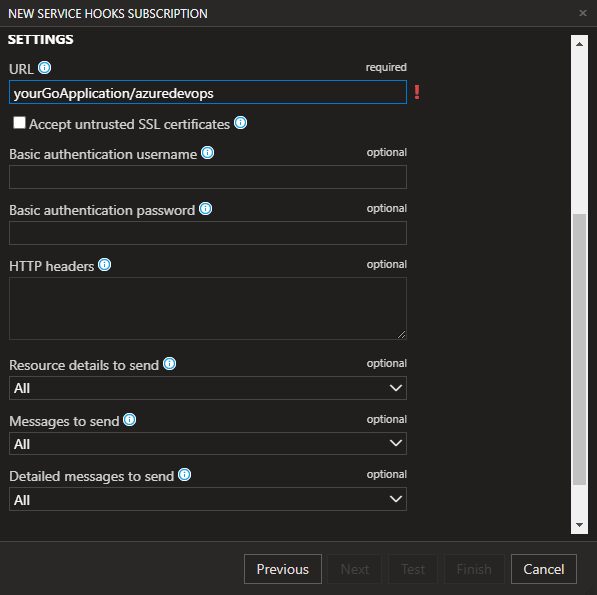 NEW SERVICE HOOKS SUBSCRIPTION
SETTINGS
URL required
yourGoApplication/azuredevops
Accept untrusted SSL certificates
Basic authentication username optional
Basic authentication password optional
HTTP headers optional
Resource details to send optional
All
Messages to send optional
All
Detailed messages to send optional
All
Previous Next Test Finish Cancel